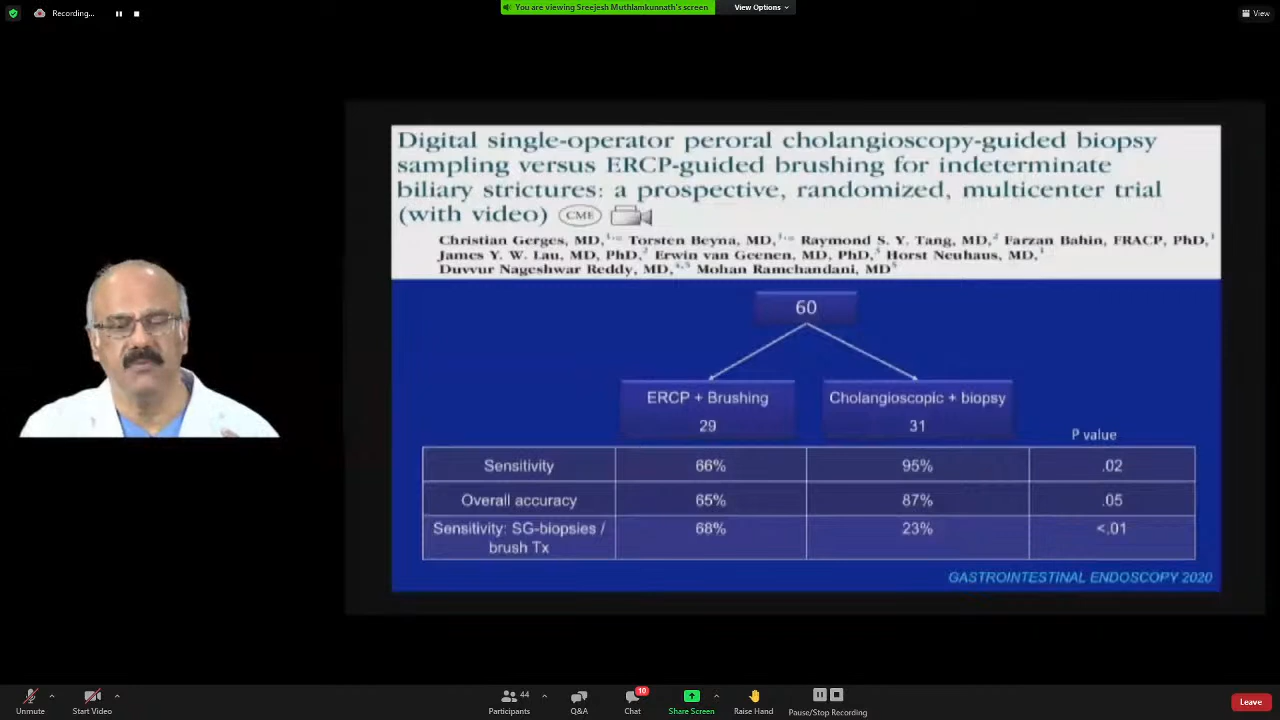 Recording...
You are viewing Sreejesh Muthlamkunnath's screen
View Options
View
Digital single-operator peroral cholangioscopy-guided biopsy
sampling versus ERCP-guided brushing for indeterminate
biliary strictures: a prospective, randomized, multicenter trial
(with video) CME
Christian Gerges, MD, Torsten Beyna, MD, Raymond S. Y. Tang, MD, Farzan Bahin, FRACP, PhD,
James Y. W. Lau, MD, PhD, Erwin van Geenen, MD, PhD, Horst Neuhaus, MD,
Duvvur Nageshwar Reddy, MD, Mohan Ramchandani, MD
60
ERCP + Brushing
29
Cholangioscopic + biopsy
31
P value
Sensitivity 66% 95% .02
Overall accuracy 65% 87% .05
Sensitivity: SG-biopsies / 68% 23% <.01
brush Tx
GASTROINTESTINAL ENDOSCOPY 2020
Unmute
Start Video
44
Participants
Q&A
10
Chat
Share Screen
Raise Hand
Pause/Stop Recording
Leave